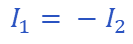 I₁ = − I₂